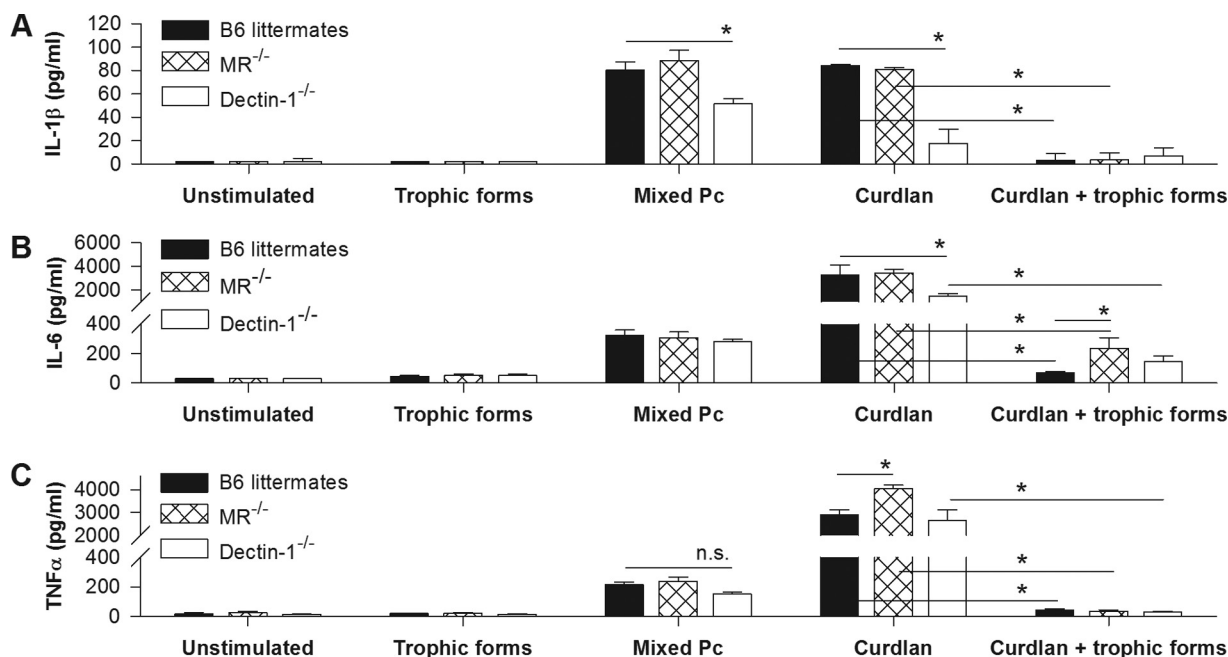 A
IL-1β (pg/ml)
120
100
80
60
40
20
0
B6 littermates
MR-/-
Dectin-1-/-
*
*
*
*
Unstimulated Trophic forms Mixed Pc Curdlan Curdlan + trophic forms
B
IL-6 (pg/ml)
6000
4000
2000
400
200
0
B6 littermates
MR-/-
Dectin-1-/-
*
*
*
*
*
Unstimulated Trophic forms Mixed Pc Curdlan Curdlan + trophic forms
C
TNFα (pg/ml)
4000
3000
2000
400
200
0
B6 littermates
MR-/-
Dectin-1-/-
n.s.
*
*
*
*
Unstimulated Trophic forms Mixed Pc Curdlan Curdlan + trophic forms